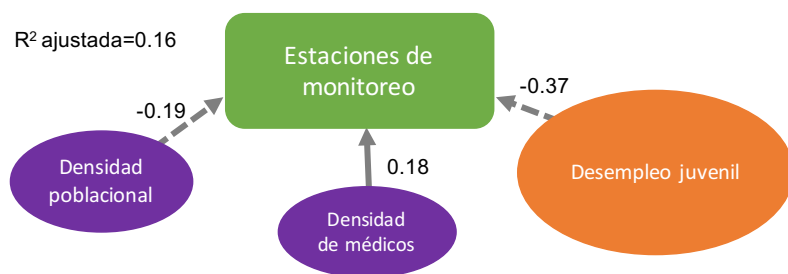 R² ajustada=0.16
Estaciones de
monitoreo
-0.19
-0.37
Densidad
poblacional
0.18
Desempleo juvenil
Densidad
de médicos